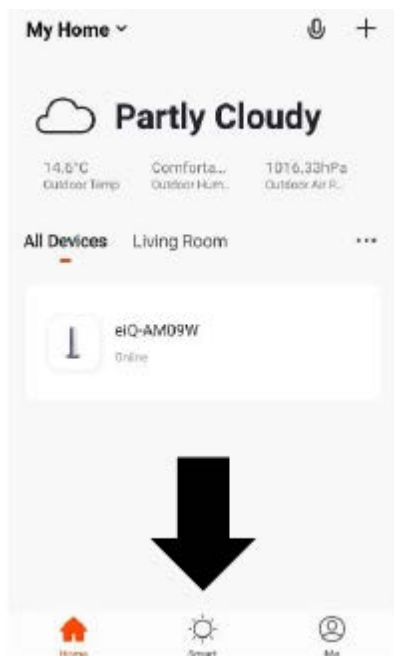 My Home
Partly Cloudy
14.6°C Comforta... 1016.33hPa
Outdoor Temp Outdoor Hum... Outdoor Air P...
All Devices Living Room ...
eiQ-AM09W
Online
Home Smart Me